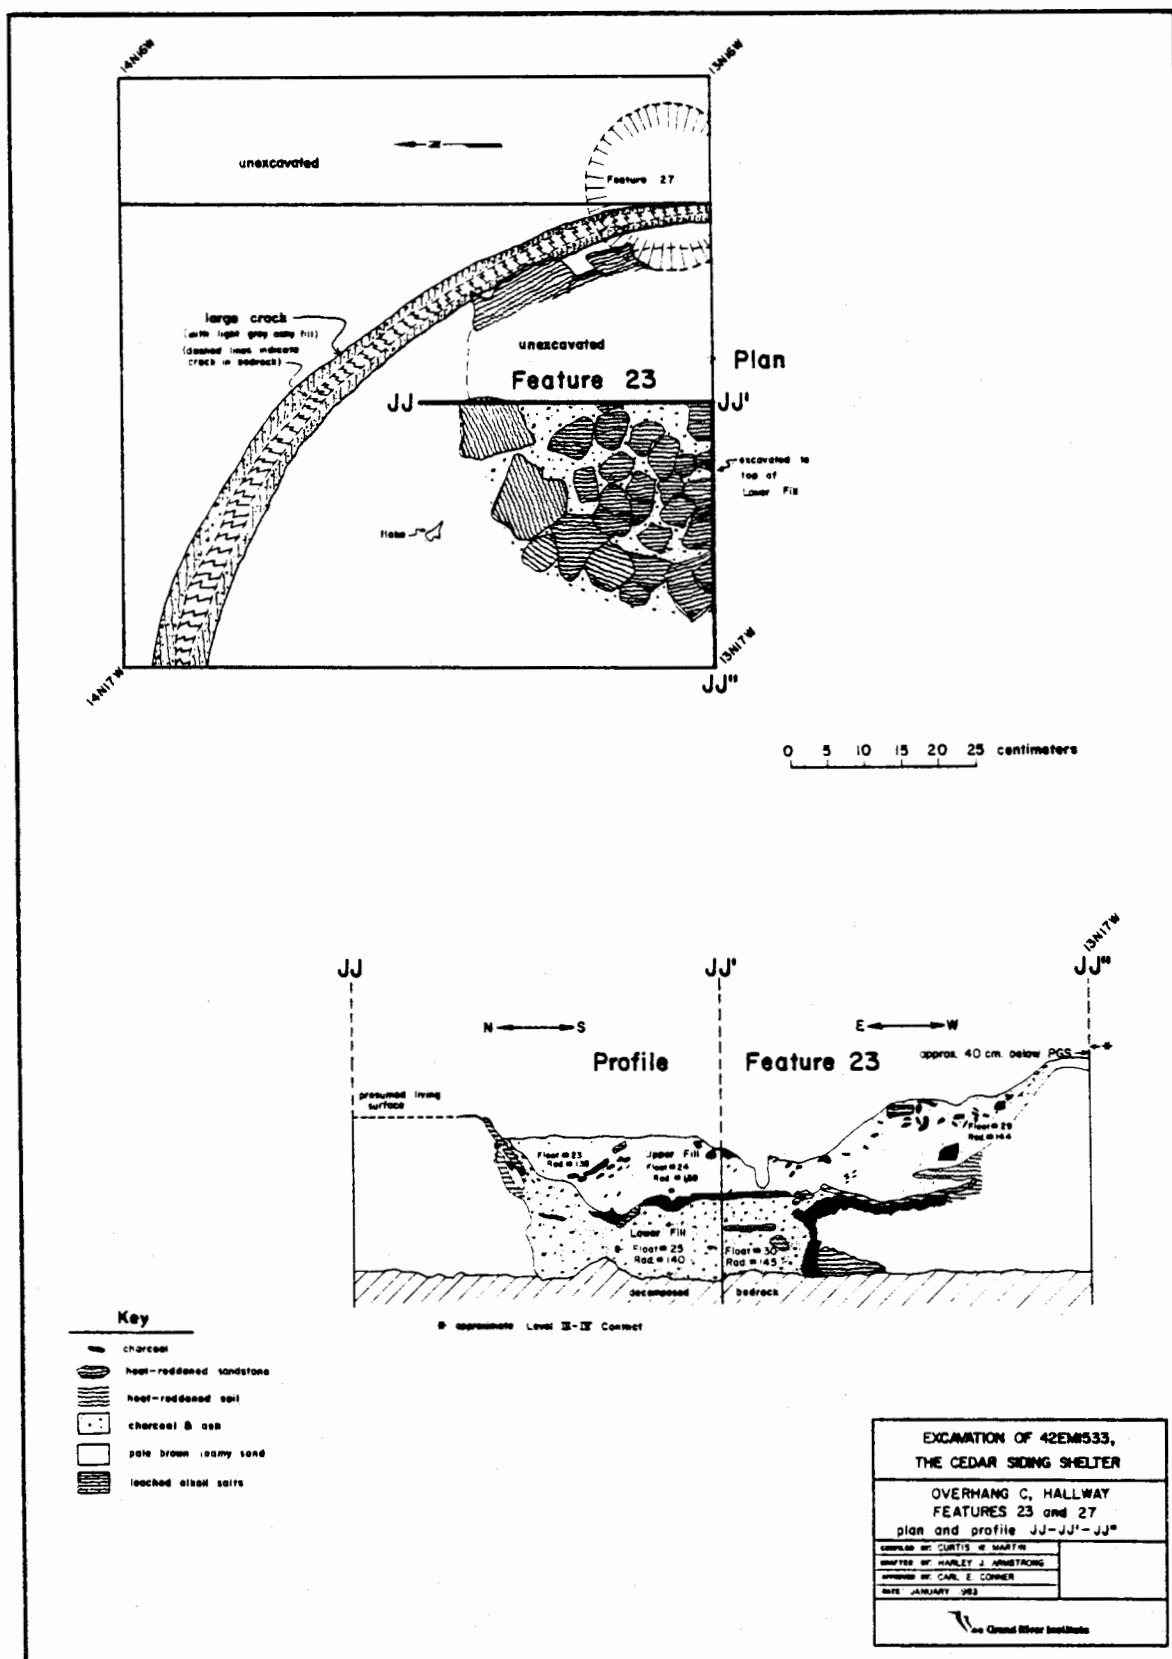 14N16W
13N16W
N
unexcavated
Feature 27
large crack
(with light gray ashy fill)
(dashed lines indicate
crack in bedrock)
unexcavated
Plan
Feature 23
JJ
JJ'
excavated to
top of
Lower Fill
flake
14N17W
13N17W
JJ"
0 5 10 15 20 25 centimeters
13N17W
JJ
JJ'
JJ"
N S
E W
Profile
Feature 23
approx. 40 cm. below PGS
presumed living
surface
Float # 23
Rad. # 138
Upper Fill
Float # 24
Float # 29
Rad. # 144
Lower Fill
Float # 25
Rad. # 140
Float # 30
Rad. # 145
decomposed bedrock
approximate Level III-IV Contact
Key
charcoal
heat-reddened sandstone
heat-reddened soil
charcoal & ash
pale brown loamy sand
leached alkali salts
EXCAVATION OF 42EM1533,
THE CEDAR SIDING SHELTER
OVERHANG C, HALLWAY
FEATURES 23 and 27
plan and profile JJ-JJ'-JJ"
COMPILED BY: CURTIS W. MARTIN
DRAFTED BY: HARLEY J. ARMSTRONG
APPROVED BY: CARL E. CONNER
DATE: JANUARY 1983
Grand River Institute